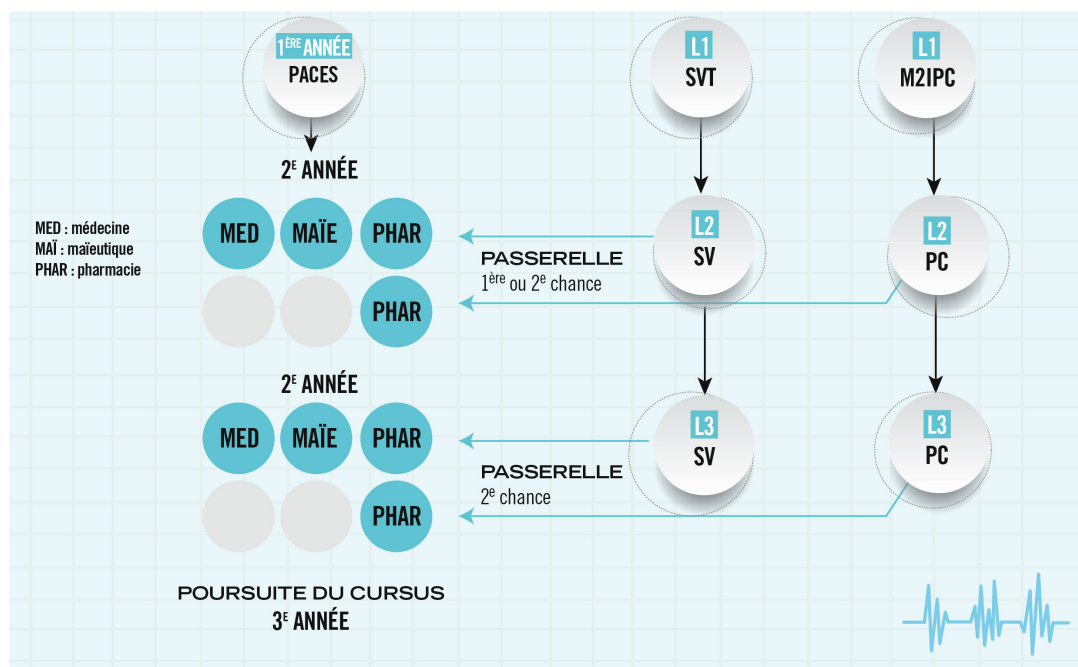 1ÈRE ANNÉE
PACES
L1
SVT
L1
M2IPC
2E ANNÉE
MED : médecine
MAÏ : maïeutique
PHAR : pharmacie
MED
MAÏE
PHAR
L2
SV
L2
PC
PASSERELLE
1ère ou 2e chance
PHAR
2E ANNÉE
MED
MAÏE
PHAR
L3
SV
L3
PC
PASSERELLE
2e chance
PHAR
POURSUITE DU CURSUS
3E ANNÉE